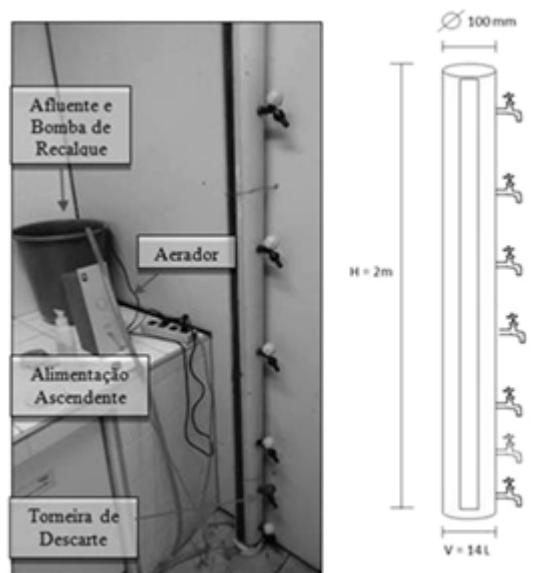 Afluente e
Bomba de
Recalque
Aerador
Alimentação
Ascendente
Torneira de
Descarte
100 mm
H = 2m
V = 14 L